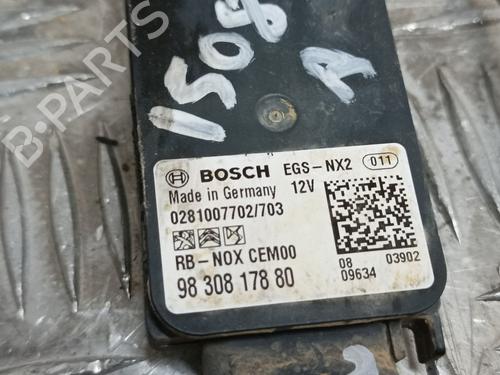 1508
A
BOSCH EGS-NX2 011
Made in Germany 12V
0281007702/703
RB-NOX CEM00
98 308 178 80
08 03902
09634
B-PARTS